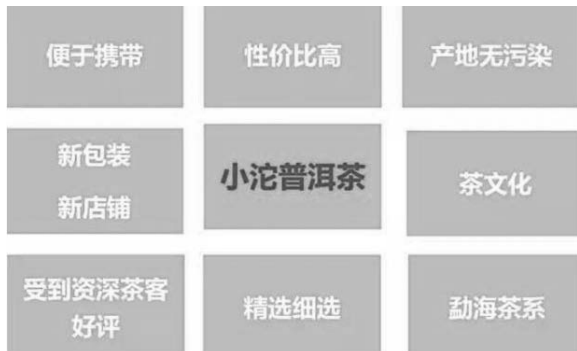 便于携带
性价比高
产地无污染
新包装
新店铺
小沱普洱茶
茶文化
受到资深茶客
好评
精选细选
勐海茶系